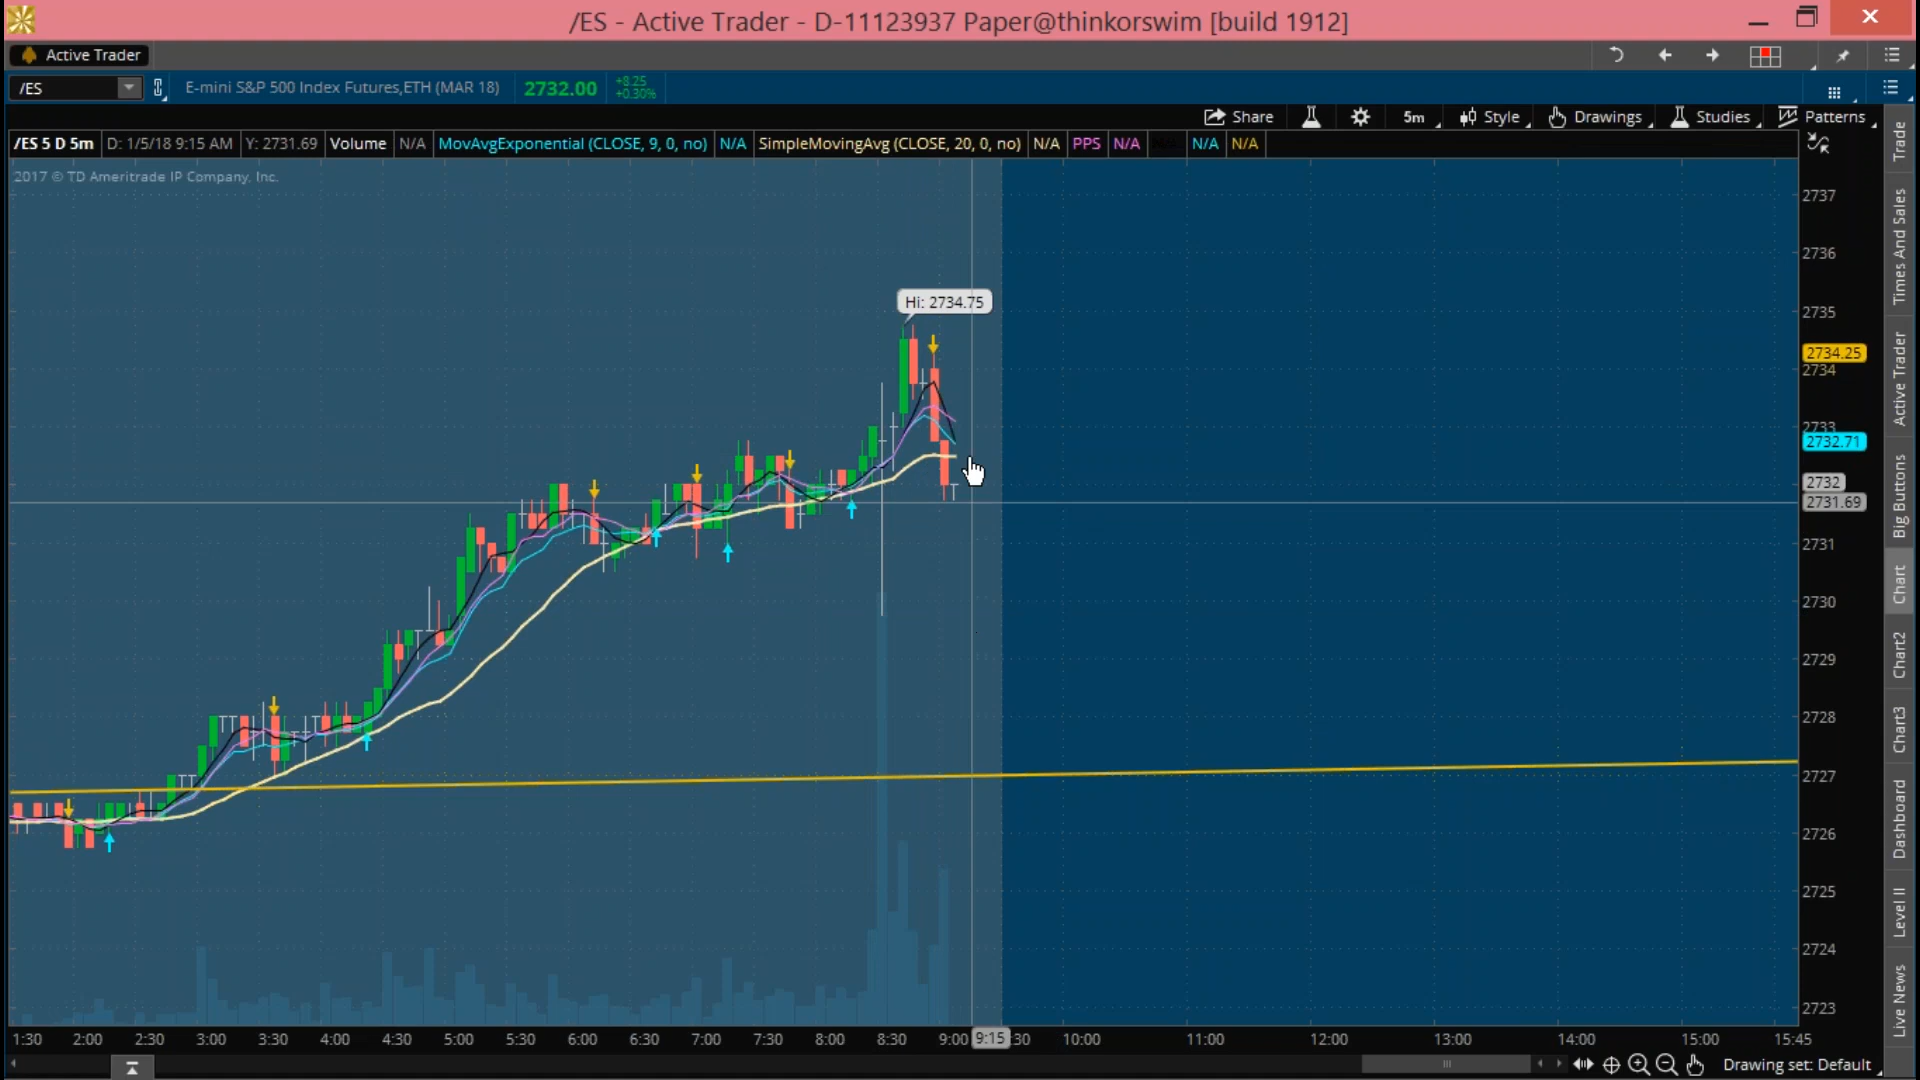 /ES - Active Trader - D-11123937 Paper@thinkorswim [build 1912]
Active Trader
/ES
E-mini S&P 500 Index Futures,ETH (MAR 18)
2732.00
+8.25
+0.30%
Share
5m
Style
Drawings
Studies
Patterns
/ES 5 D 5m
D: 1/5/18 9:15 AM
Y: 2731.69
Volume
N/A
MovAvgExponential (CLOSE, 9, 0, no)
N/A
SimpleMovingAvg (CLOSE, 20, 0, no)
N/A
PPS
N/A
N/A
N/A
2017 © TD Ameritrade IP Company, Inc.
Hi: 2734.75
2737
2736
2735
2734.25
2734
2733
2732.71
2732
2731.69
2731
2730
2729
2728
2727
2726
2725
2724
2723
1:30
2:00
2:30
3:00
3:30
4:00
4:30
5:00
5:30
6:00
6:30
7:00
7:30
8:00
8:30
9:00
9:15
:30
10:00
11:00
12:00
13:00
14:00
15:00
15:45
Drawing set: Default
Trade
Times And Sales
Active Trader
Big Buttons
Chart
Chart2
Chart3
Dashboard
Level II
Live News